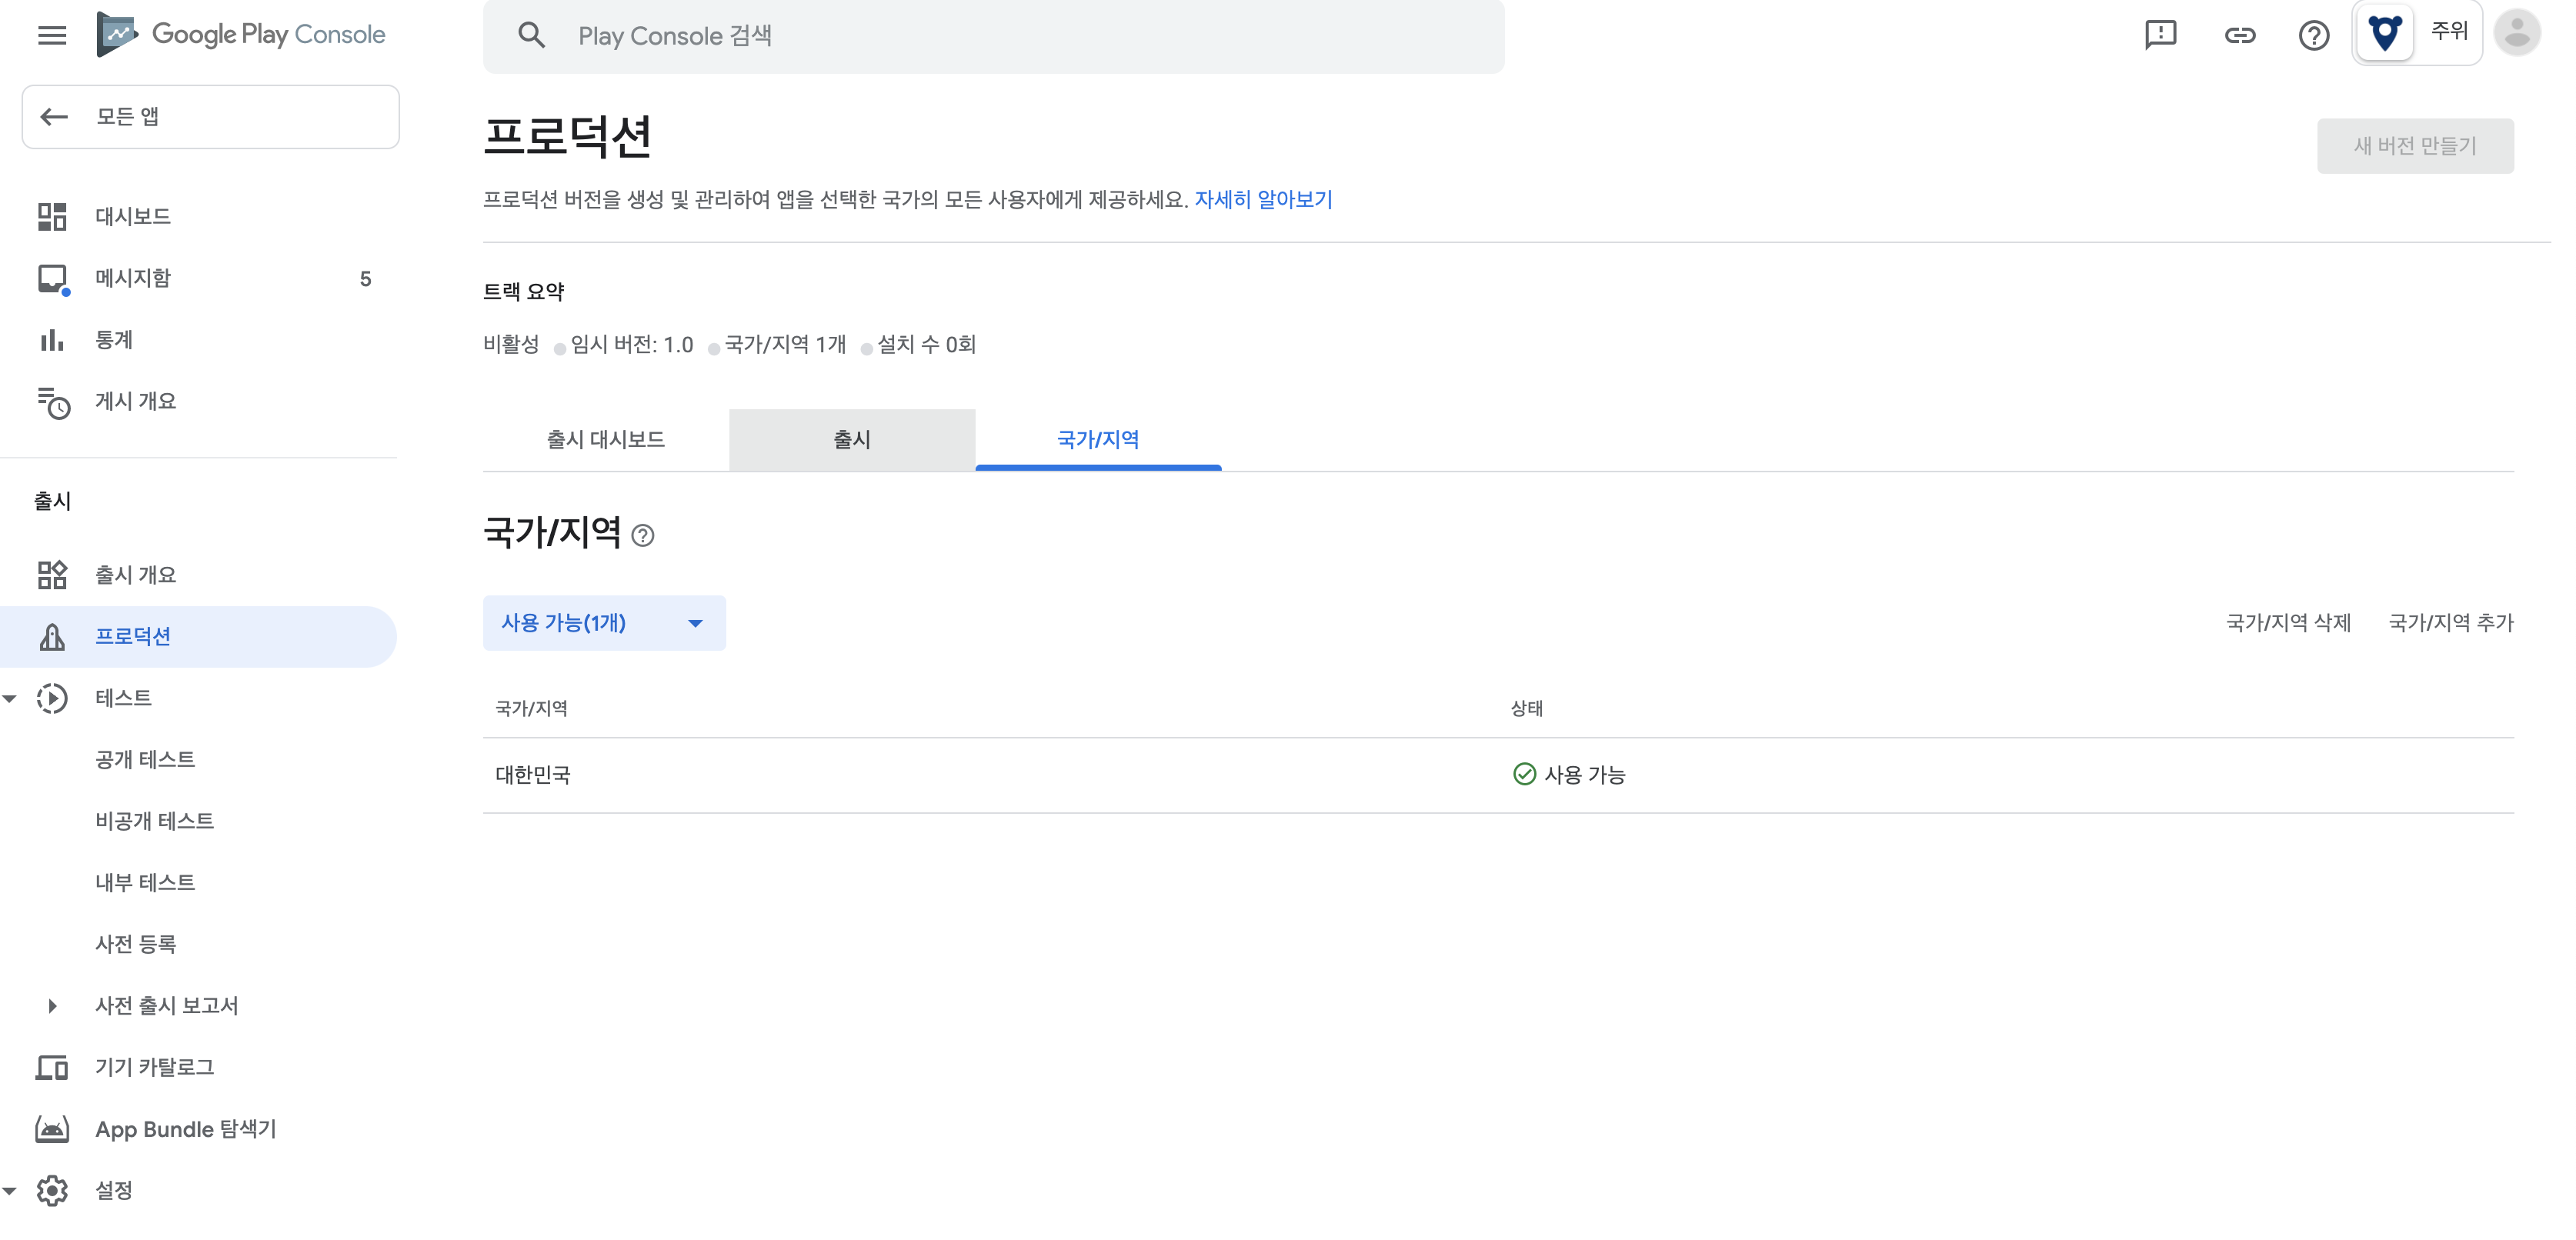 Google Play Console
Play Console 검색
주위
모든 앱
대시보드
메시지함 5
통계
게시 개요
출시
출시 개요
프로덕션
테스트
공개 테스트
비공개 테스트
내부 테스트
사전 등록
사전 출시 보고서
기기 카탈로그
App Bundle 탐색기
설정
프로덕션
새 버전 만들기
프로덕션 버전을 생성 및 관리하여 앱을 선택한 국가의 모든 사용자에게 제공하세요. 자세히 알아보기
트랙 요약
비활성 임시 버전: 1.0 국가/지역 1개 설치 수 0회
출시 대시보드 출시 국가/지역
국가/지역
사용 가능(1개) 국가/지역 삭제 국가/지역 추가
국가/지역 상태
대한민국 사용 가능